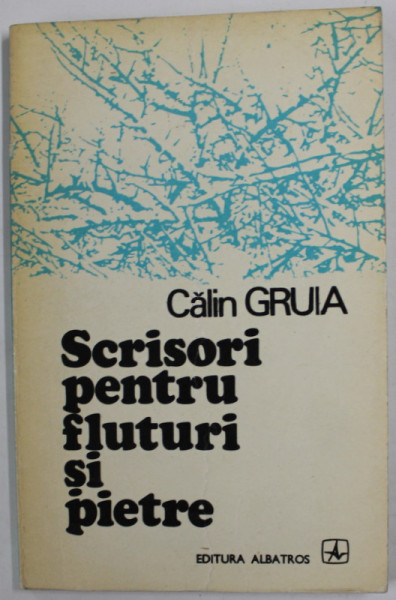 Călin GRUIA
Scrisori
pentru
fluturi
și
pietre
EDITURA ALBATROS